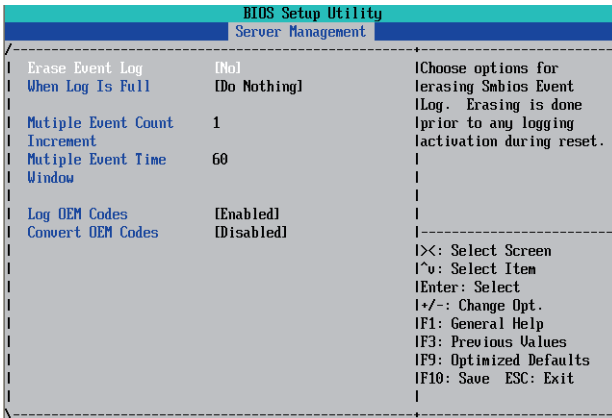 BIOS Setup Utility
Server Management
Erase Event Log [No]
When Log Is Full [Do Nothing]
Mutiple Event Count 1
Increment
Mutiple Event Time 60
Window
Log OEM Codes [Enabled]
Convert OEM Codes [Disabled]
Choose options for
erasing Smbios Event
Log. Erasing is done
prior to any logging
activation during reset.
><: Select Screen
^v: Select Item
Enter: Select
+/-: Change Opt.
F1: General Help
F3: Previous Values
F9: Optimized Defaults
F10: Save ESC: Exit